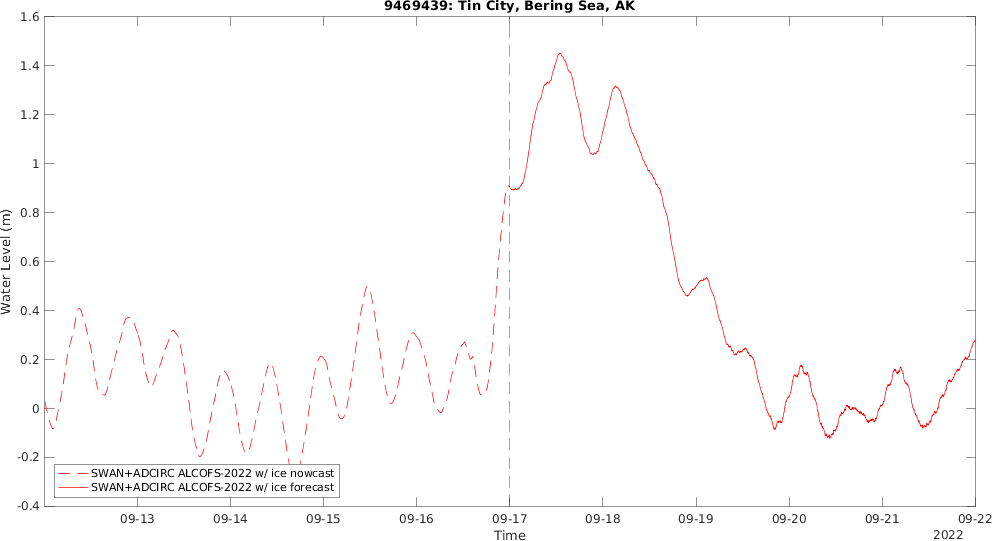 9469439: Tin City, Bering Sea, AK
1.6
1.4
1.2
1
0.8
0.6
0.4
0.2
0
-0.2
-0.4
Water Level (m)
SWAN+ADCIRC ALCOFS-2022 w/ ice nowcast
SWAN+ADCIRC ALCOFS-2022 w/ ice forecast
09-13 09-14 09-15 09-16 09-17 09-18 09-19 09-20 09-21 09-22
Time
2022